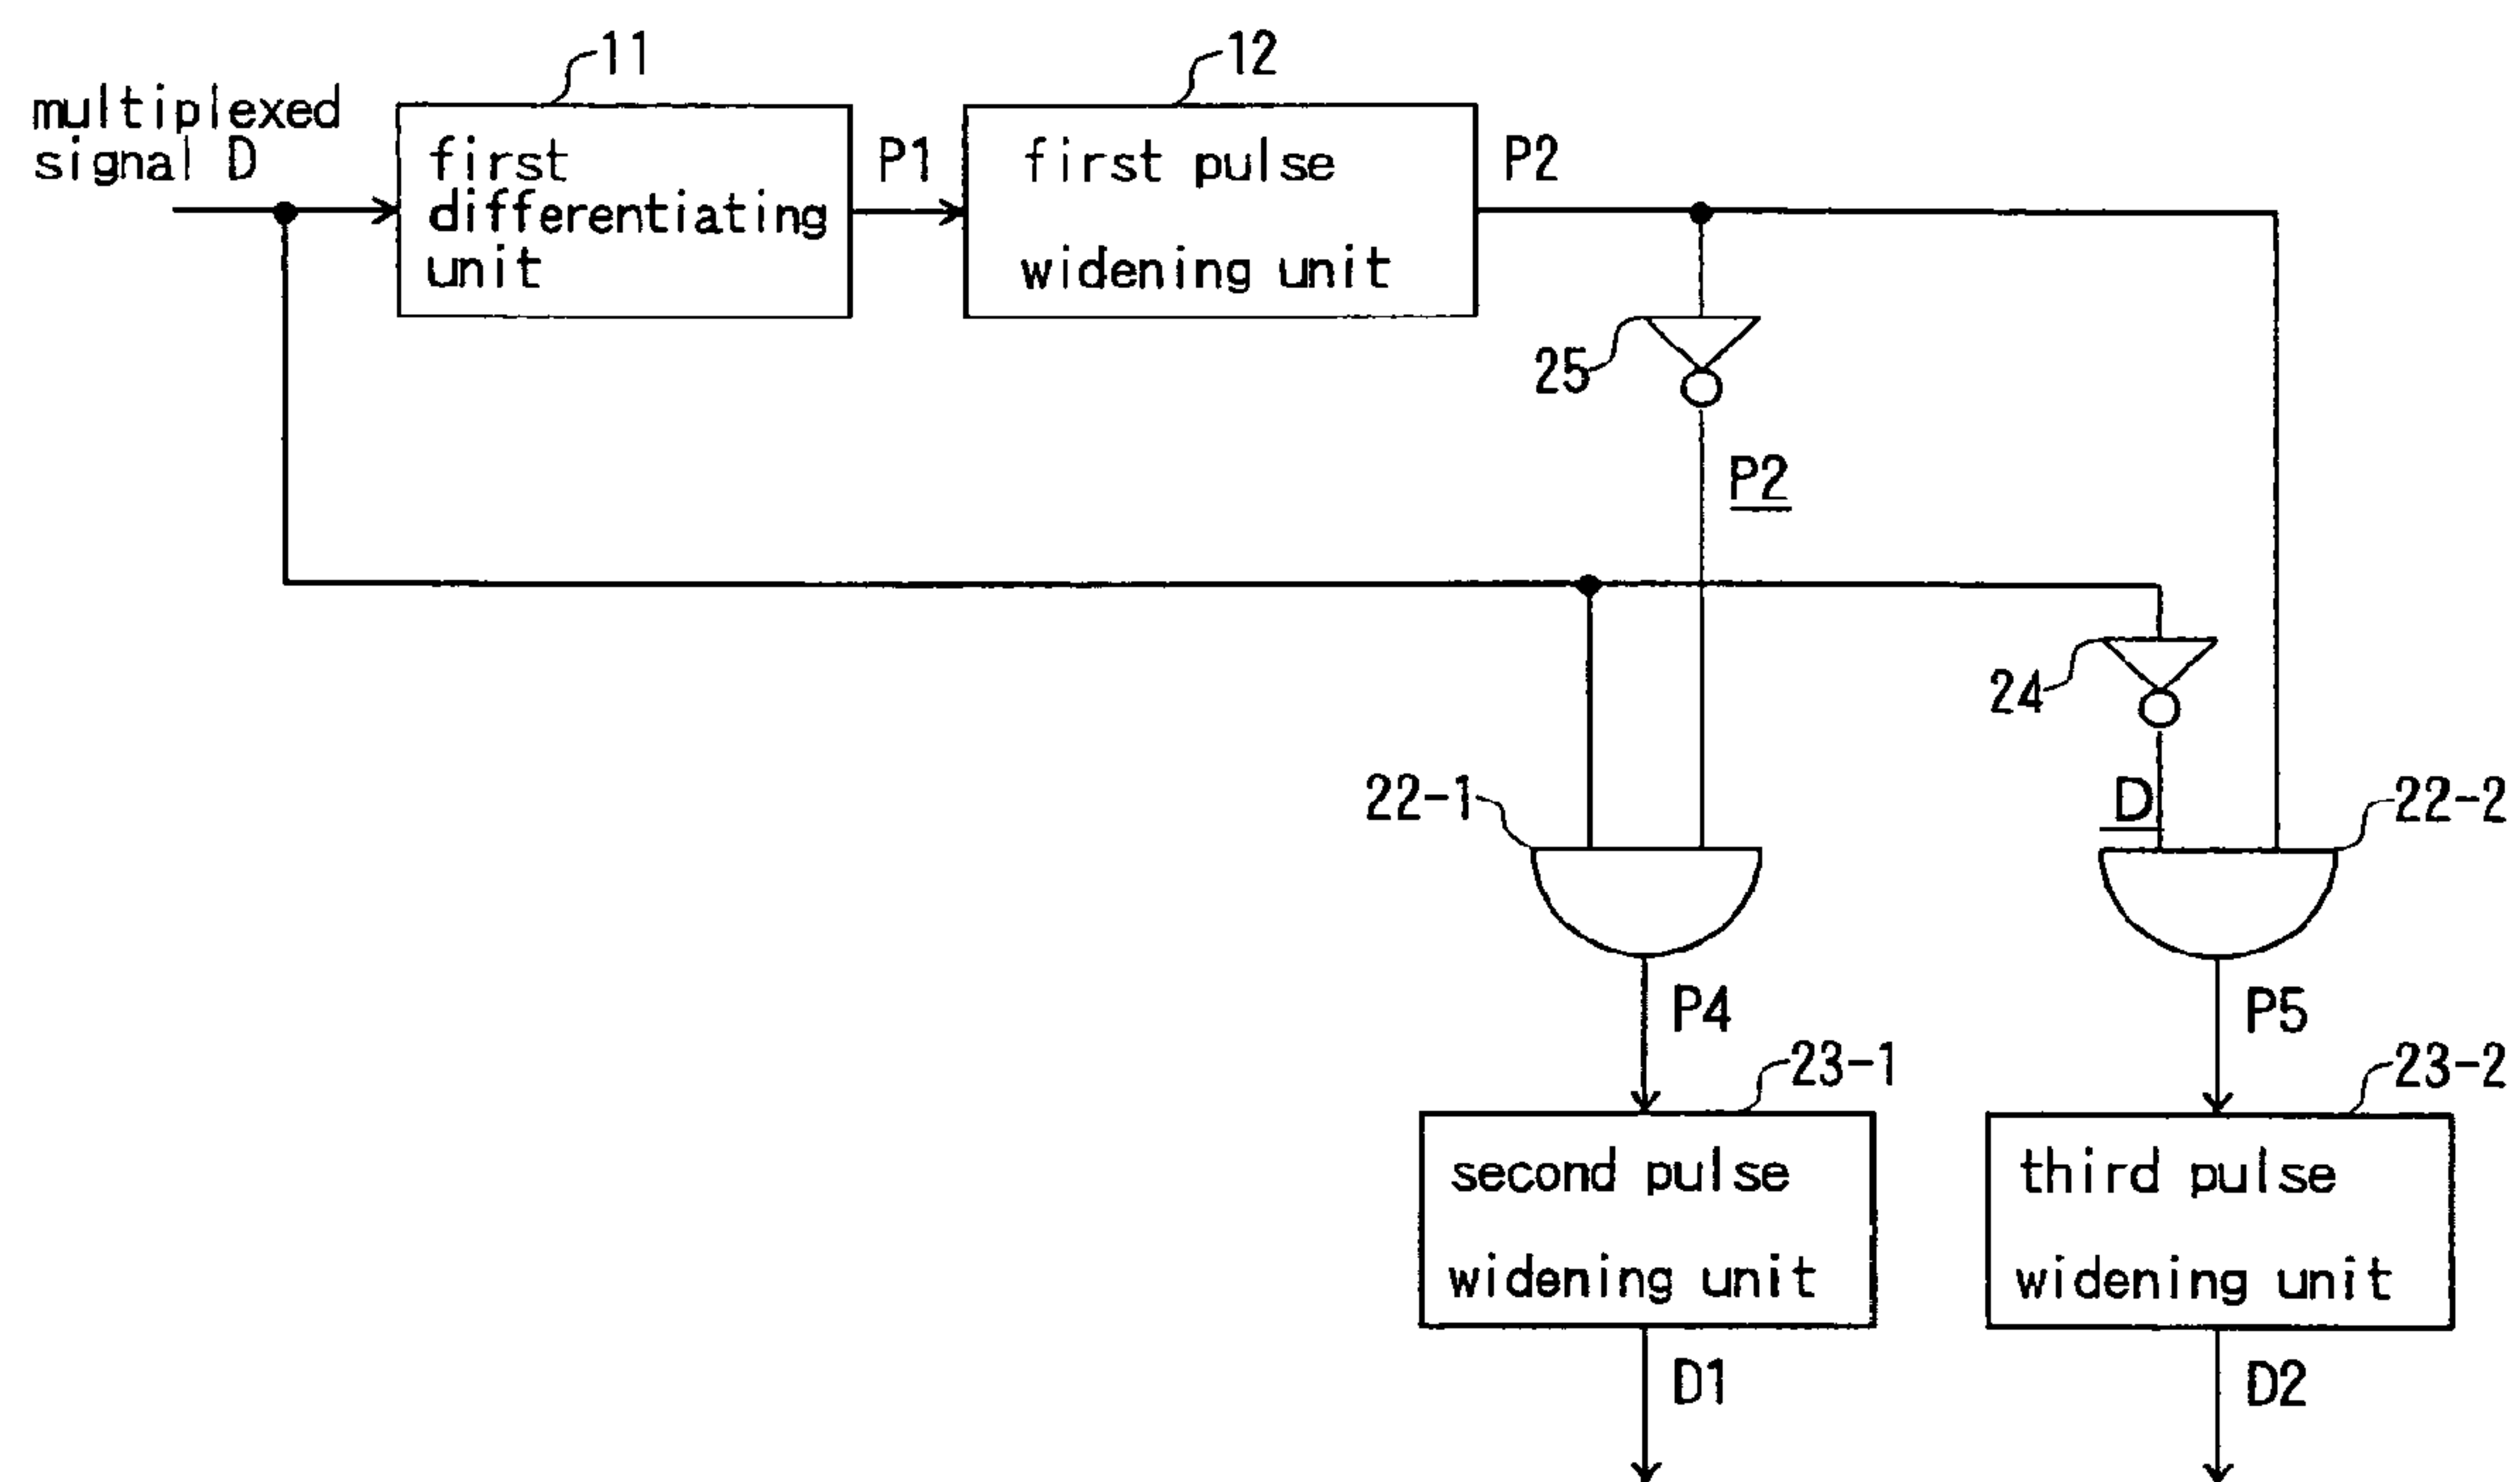 11
12
multiplexed
signal D
first
differentiating
unit
P1
first pulse
widening unit
P2
25
P2
24
22-1
D
22-2
P4
P5
23-1
23-2
second pulse
widening unit
third pulse
widening unit
D1
D2